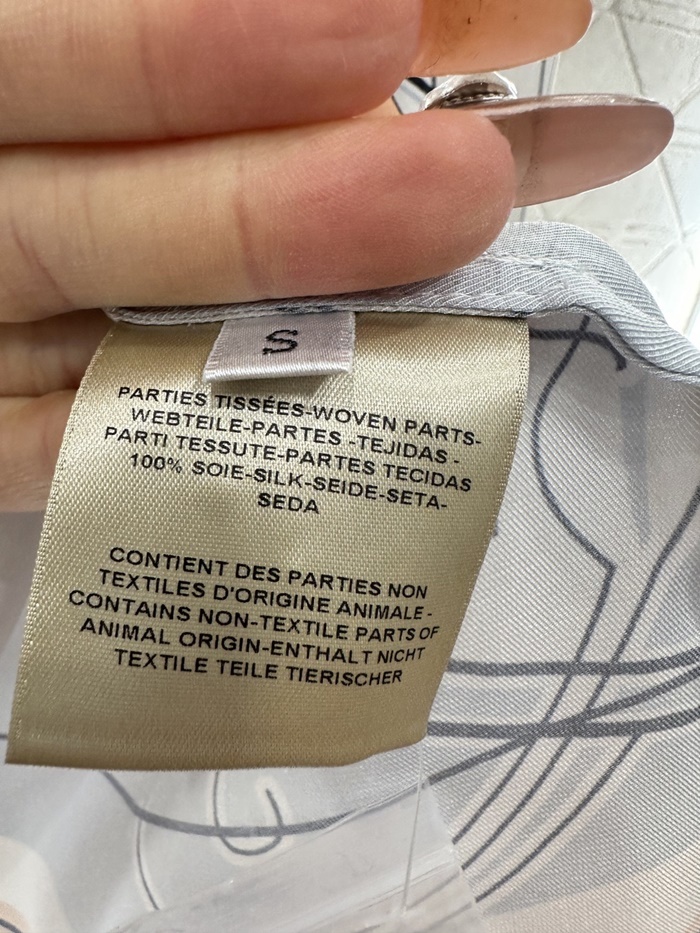 S
PARTIES TISSÉES-WOVEN PARTS-
WEBTEILE-PARTES -TEJIDAS -
PARTI TESSUTE-PARTES TECIDAS
100% SOIE-SILK-SEIDE-SETA-
SEDA
CONTIENT DES PARTIES NON
TEXTILES D'ORIGINE ANIMALE -
CONTAINS NON-TEXTILE PARTS OF
ANIMAL ORIGIN-ENTHALT NICHT
TEXTILE TEILE TIERISCHER